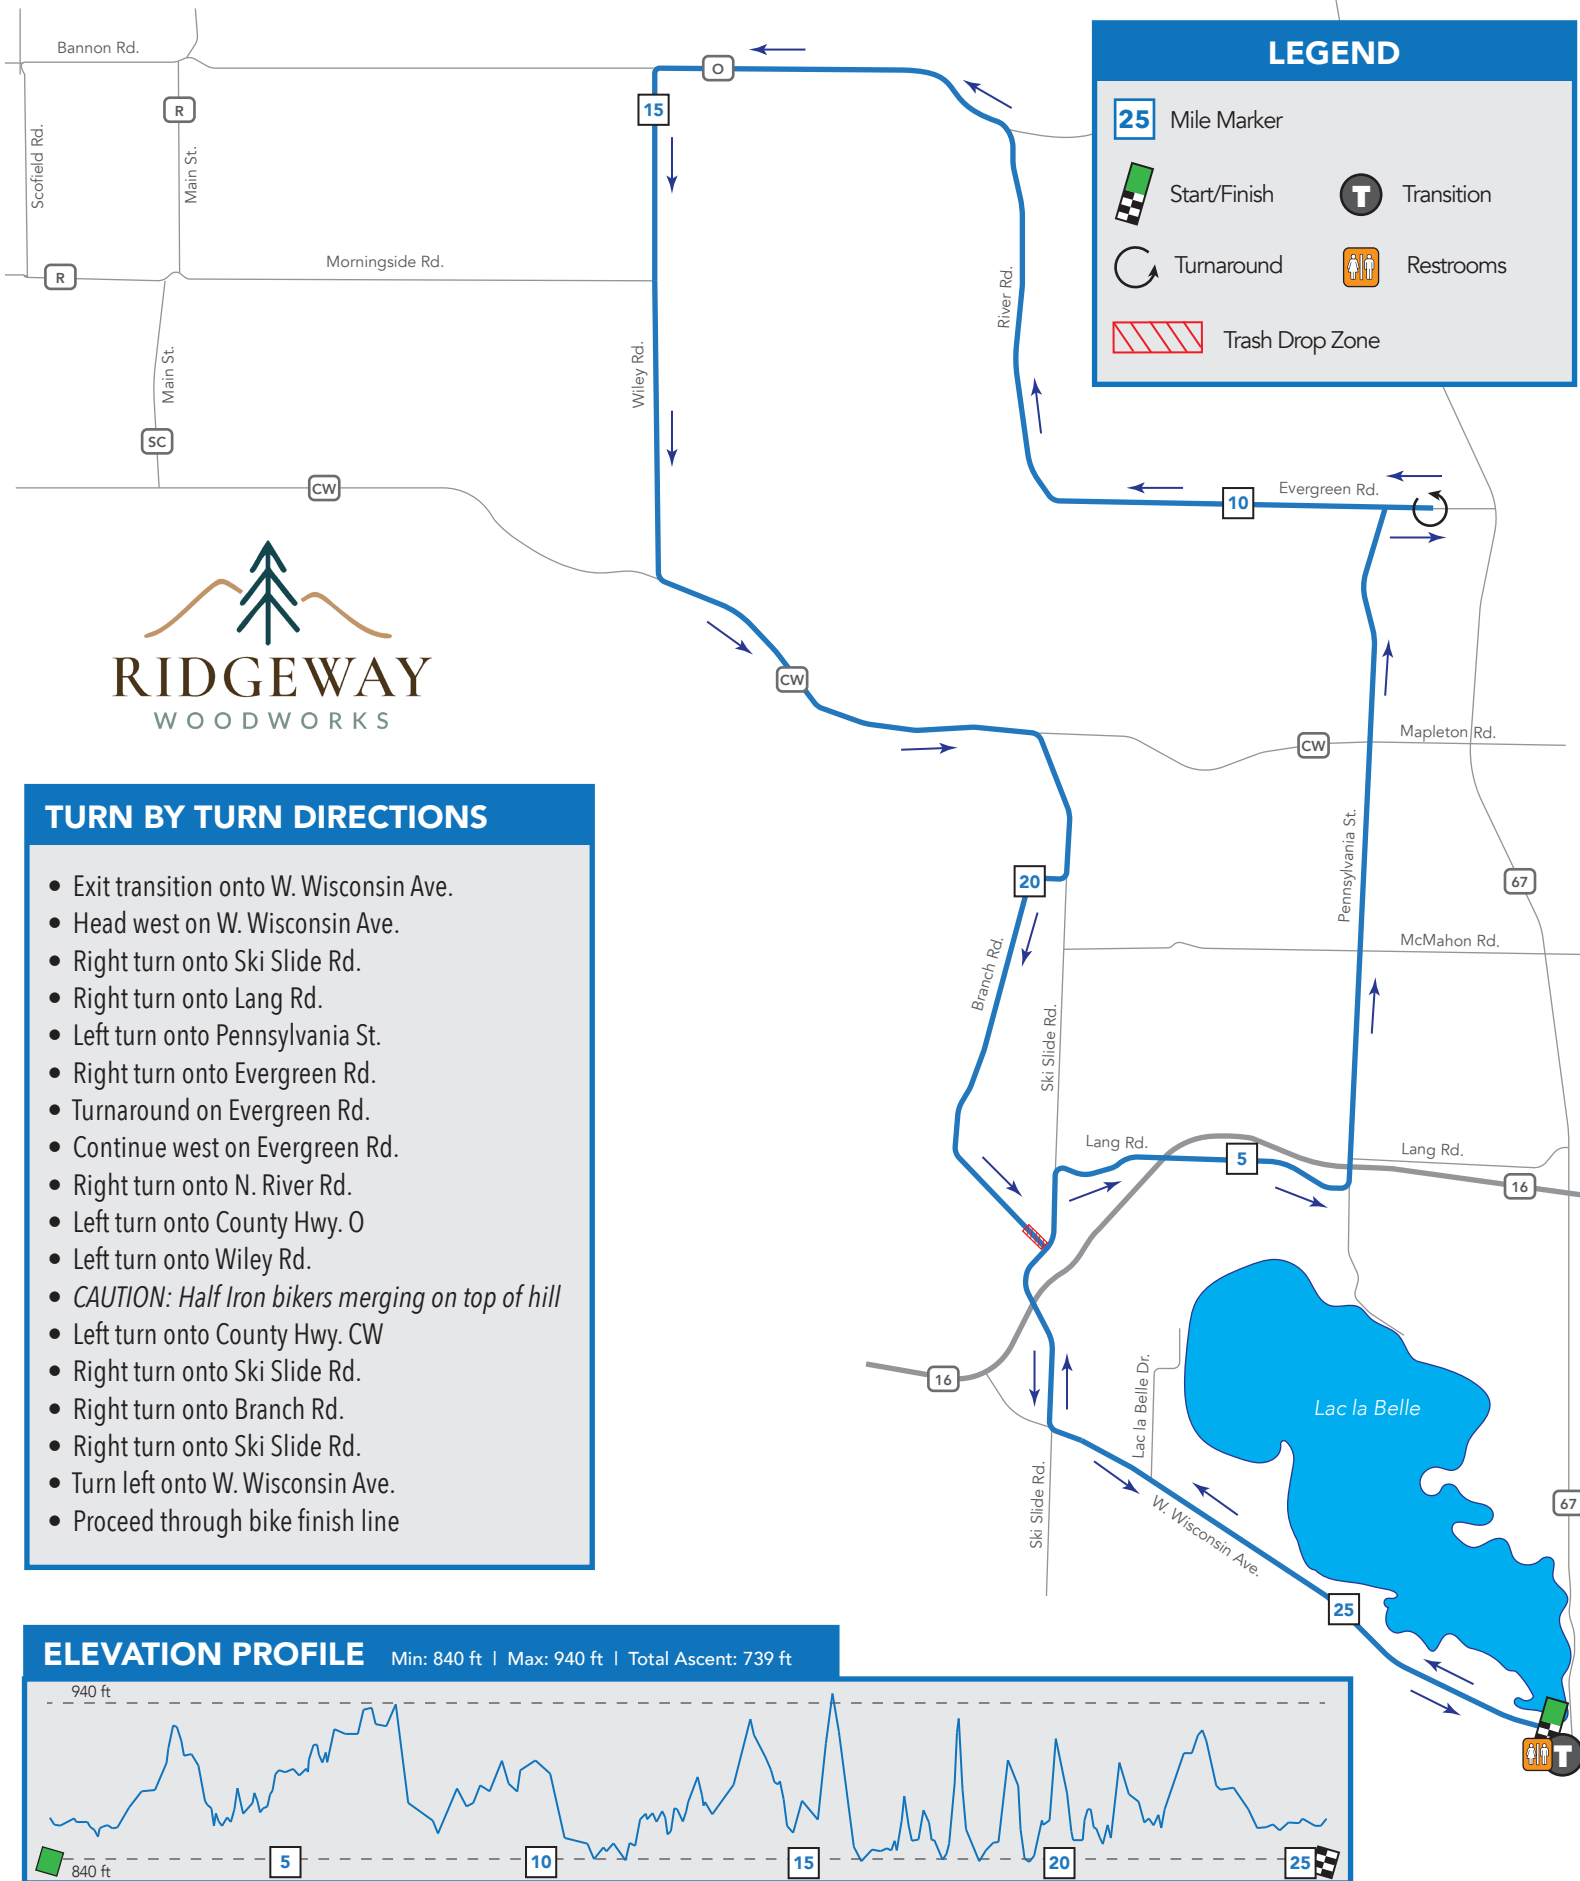 LEGEND
25 Mile Marker
Start/Finish
T Transition
Turnaround
Restrooms
Trash Drop Zone
Bannon Rd.
O
15
R
Scofield Rd.
Main St.
R
Morningside Rd.
River Rd.
Main St.
Wiley Rd.
SC
CW
Evergreen Rd.
10
RIDGEWAY
WOODWORKS
CW
Mapleton Rd.
CW
Pennsylvania St.
67
20
Branch Rd.
McMahon Rd.
Ski Slide Rd.
Lang Rd.
5
Lang Rd.
16
16
Lac la Belle Dr.
Lac la Belle
Ski Slide Rd.
W. Wisconsin Ave.
67
25
T
TURN BY TURN DIRECTIONS
• Exit transition onto W. Wisconsin Ave.
• Head west on W. Wisconsin Ave.
• Right turn onto Ski Slide Rd.
• Right turn onto Lang Rd.
• Left turn onto Pennsylvania St.
• Right turn onto Evergreen Rd.
• Turnaround on Evergreen Rd.
• Continue west on Evergreen Rd.
• Right turn onto N. River Rd.
• Left turn onto County Hwy. O
• Left turn onto Wiley Rd.
• CAUTION: Half Iron bikers merging on top of hill
• Left turn onto County Hwy. CW
• Right turn onto Ski Slide Rd.
• Right turn onto Branch Rd.
• Right turn onto Ski Slide Rd.
• Turn left onto W. Wisconsin Ave.
• Proceed through bike finish line
ELEVATION PROFILE Min: 840 ft | Max: 940 ft | Total Ascent: 739 ft
940 ft
840 ft
5 10 15 20 25